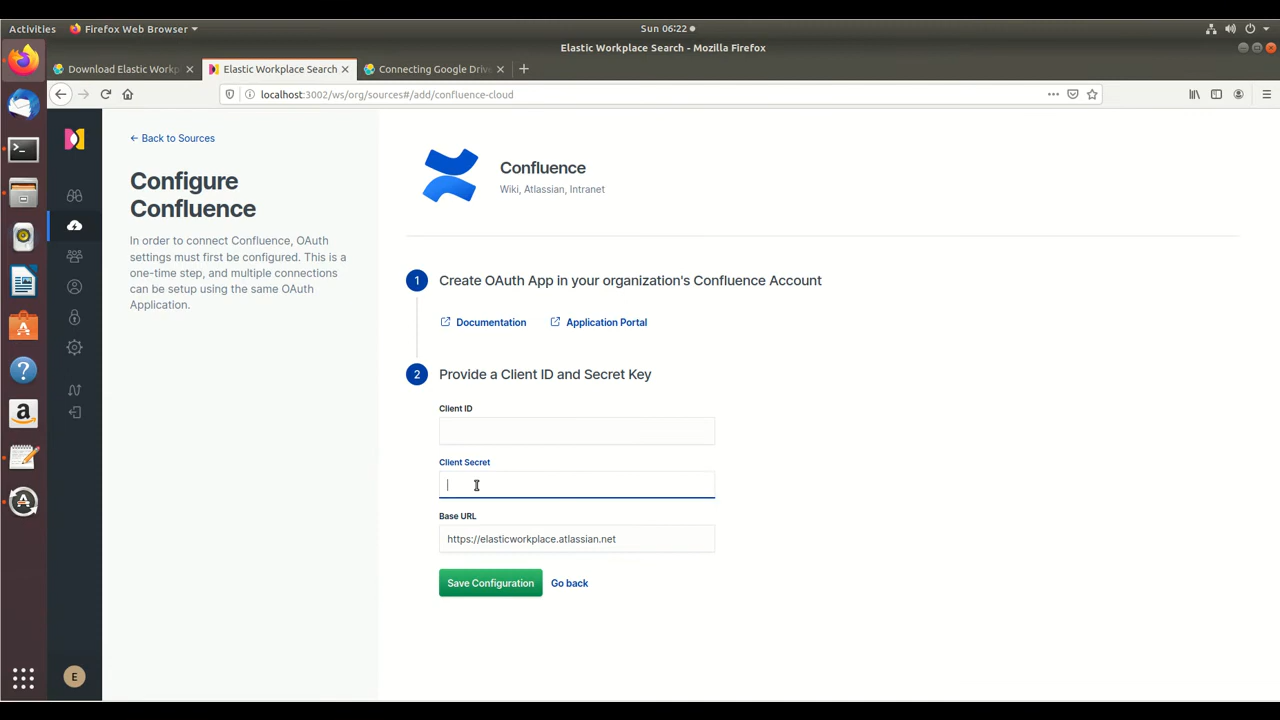 Activities
Firefox Web Browser
Sun 06:22
Elastic Workplace Search - Mozilla Firefox
Download Elastic Workp
Elastic Workplace Search
Connecting Google Driv
localhost:3002/ws/org/sources#/add/confluence-cloud
← Back to Sources
Configure
Confluence
In order to connect Confluence, OAuth
settings must first be configured. This is a
one-time step, and multiple connections
can be setup using the same OAuth
Application.
Confluence
Wiki, Atlassian, Intranet
1 Create OAuth App in your organization's Confluence Account
Documentation
Application Portal
2 Provide a Client ID and Secret Key
Client ID
Client Secret
Base URL
https://elasticworkplace.atlassian.net
Save Configuration
Go back
E